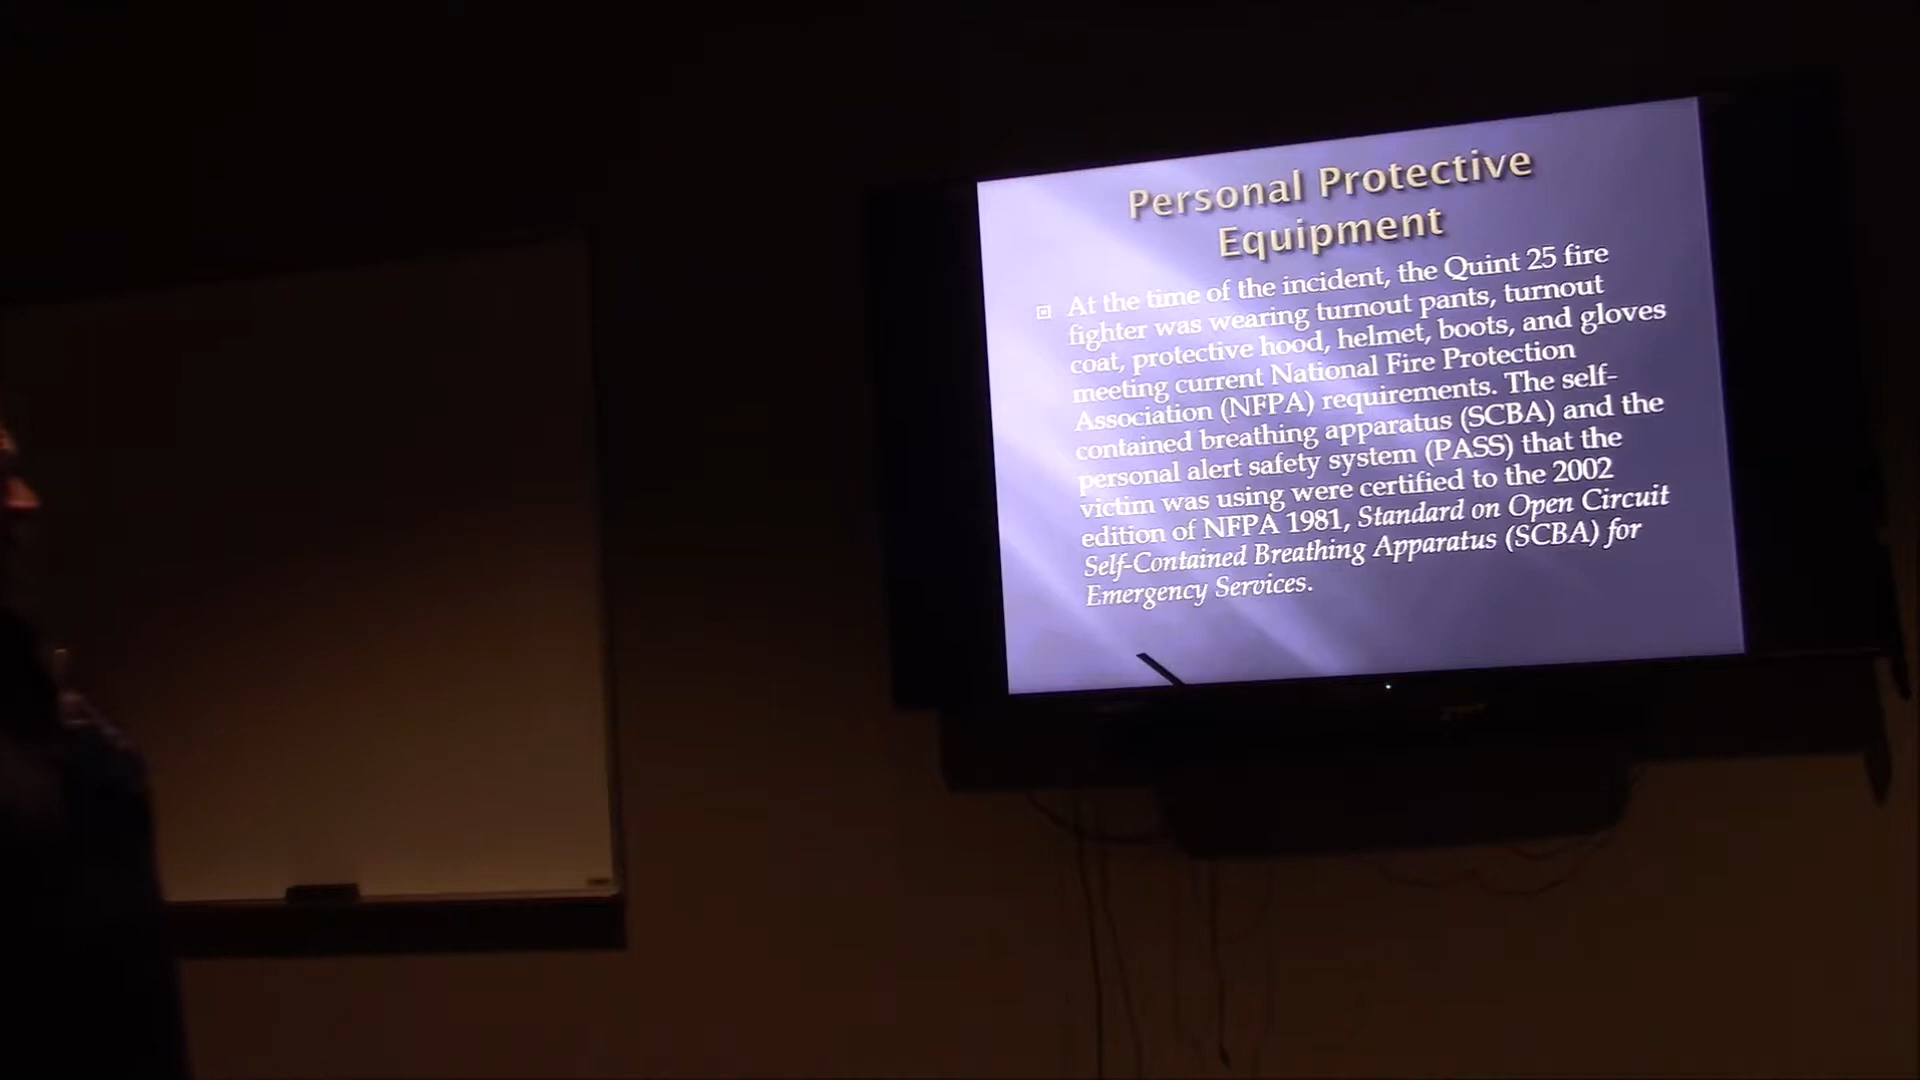 Personal Protective
Equipment
At the time of the incident, the Quint 25 fire
fighter was wearing turnout pants, turnout
coat, protective hood, helmet, boots, and gloves
meeting current National Fire Protection
Association (NFPA) requirements. The self-
contained breathing apparatus (SCBA) and the
personal alert safety system (PASS) that the
victim was using were certified to the 2002
edition of NFPA 1981, Standard on Open Circuit
Self-Contained Breathing Apparatus (SCBA) for
Emergency Services.